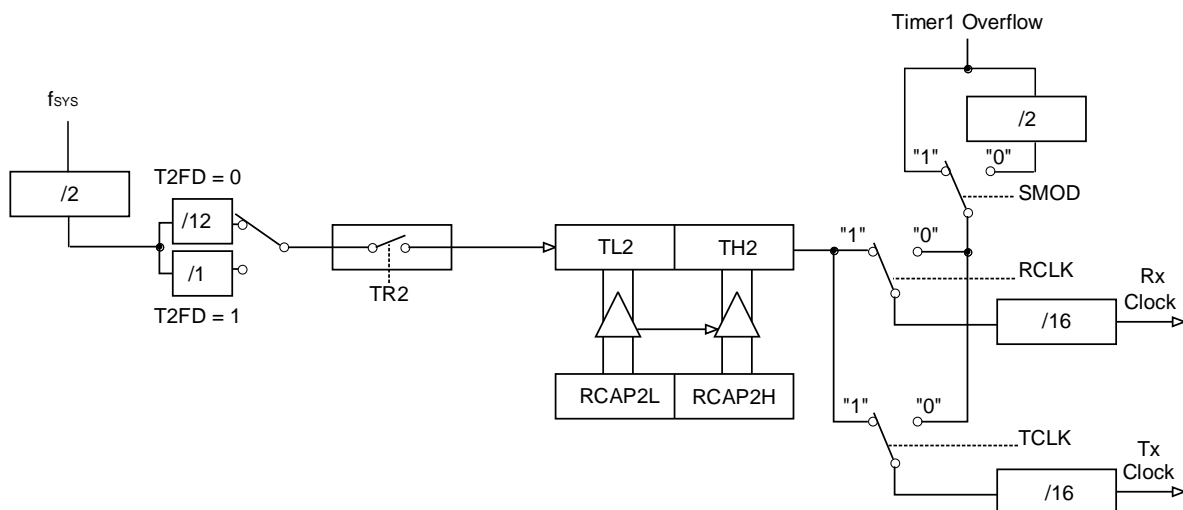 Timer1 Overflow
fSYS
/2
/2
"1" "0"
SMOD
T2FD = 0
/12
/1
T2FD = 1
TR2
TL2 TH2
RCAP2L RCAP2H
"1" "0"
RCLK
Rx
Clock
/16
"1" "0"
TCLK
Tx
Clock
/16